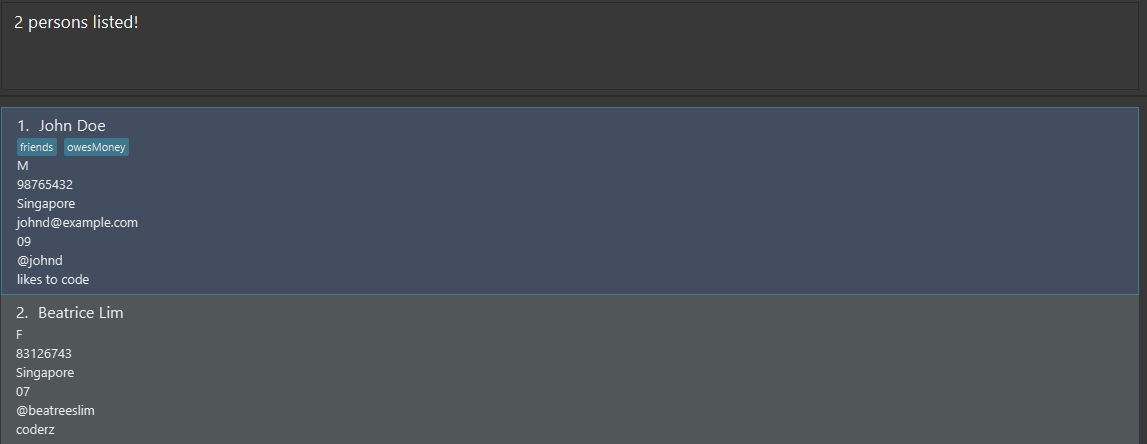 2 persons listed!
1. John Doe
friends owesMoney
M
98765432
Singapore
johnd@example.com
09
@johnd
likes to code
2. Beatrice Lim
F
83126743
Singapore
07
@beatreeslim
coderz